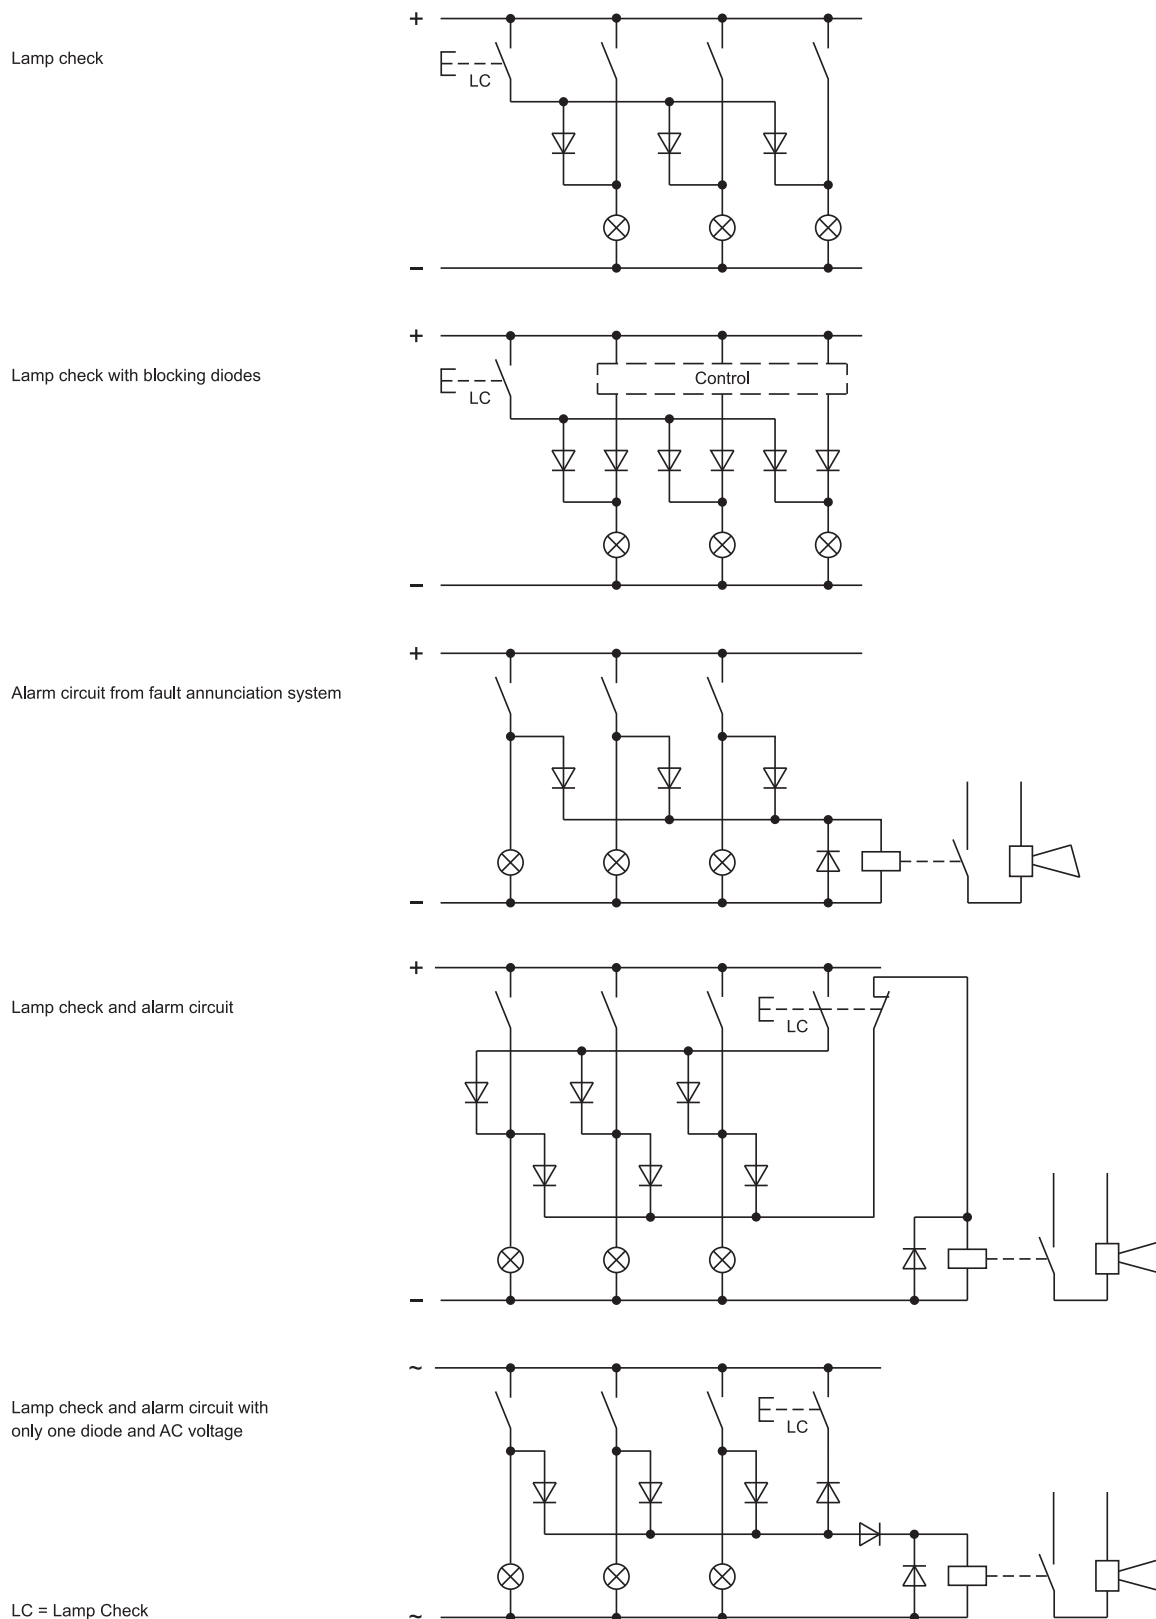 +
Lamp check
LC
−
+
Lamp check with blocking diodes
Control
LC
−
+
Alarm circuit from fault annunciation system
−
+
Lamp check and alarm circuit
LC
−
~
Lamp check and alarm circuit with
only one diode and AC voltage
LC
LC = Lamp Check
~